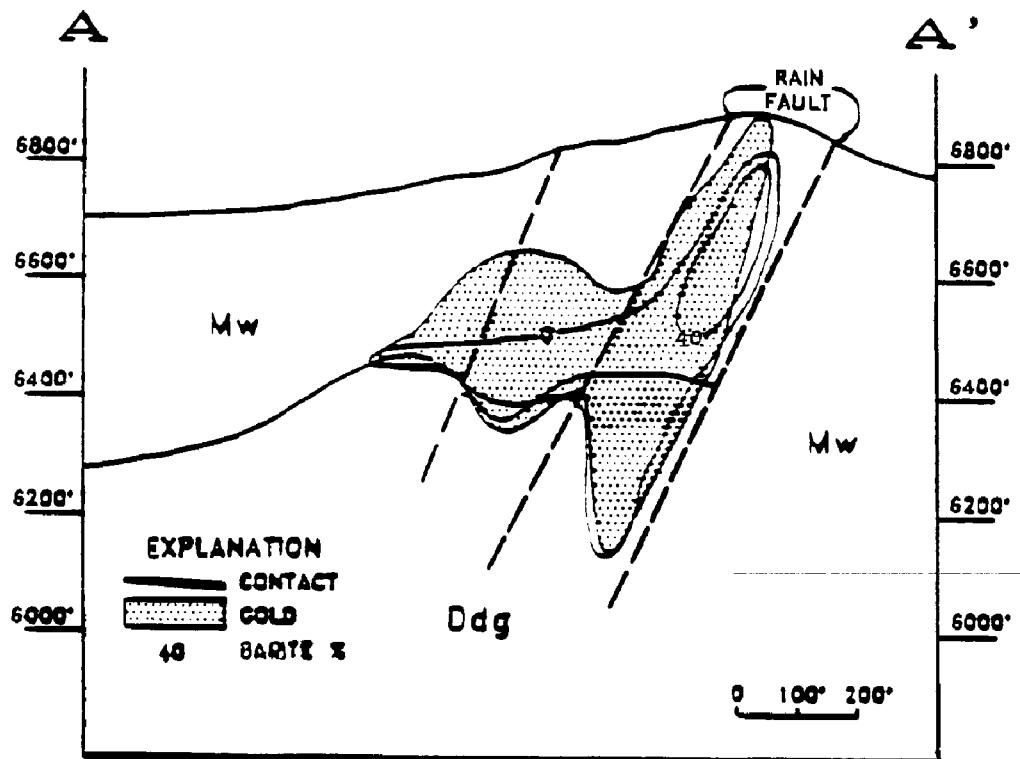 A
A'
RAIN
FAULT
6800'
6800'
6600'
6600'
Mw
0
40
6400'
6400'
Mw
6200'
6200'
EXPLANATION
CONTACT
GOLD
40 BARITE %
6000'
6000'
Ddg
0 100' 200'